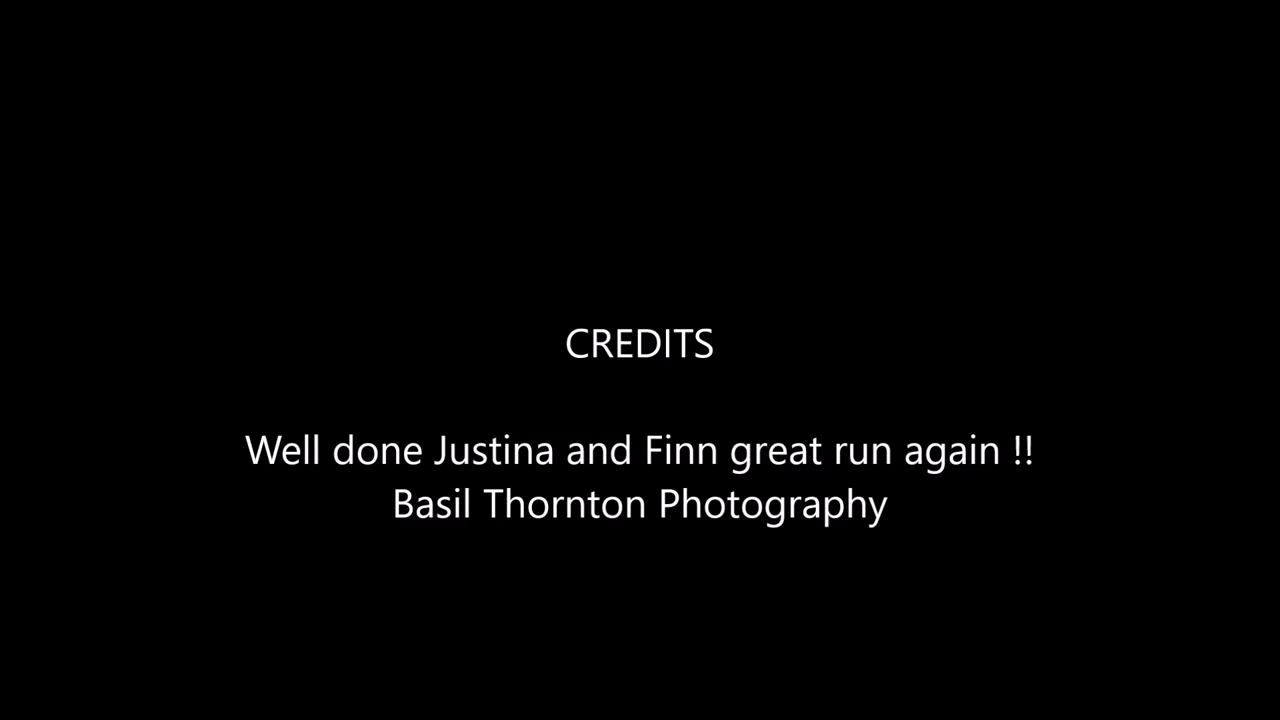 CREDITS
Well done Justina and Finn great run again !!
Basil Thornton Photography